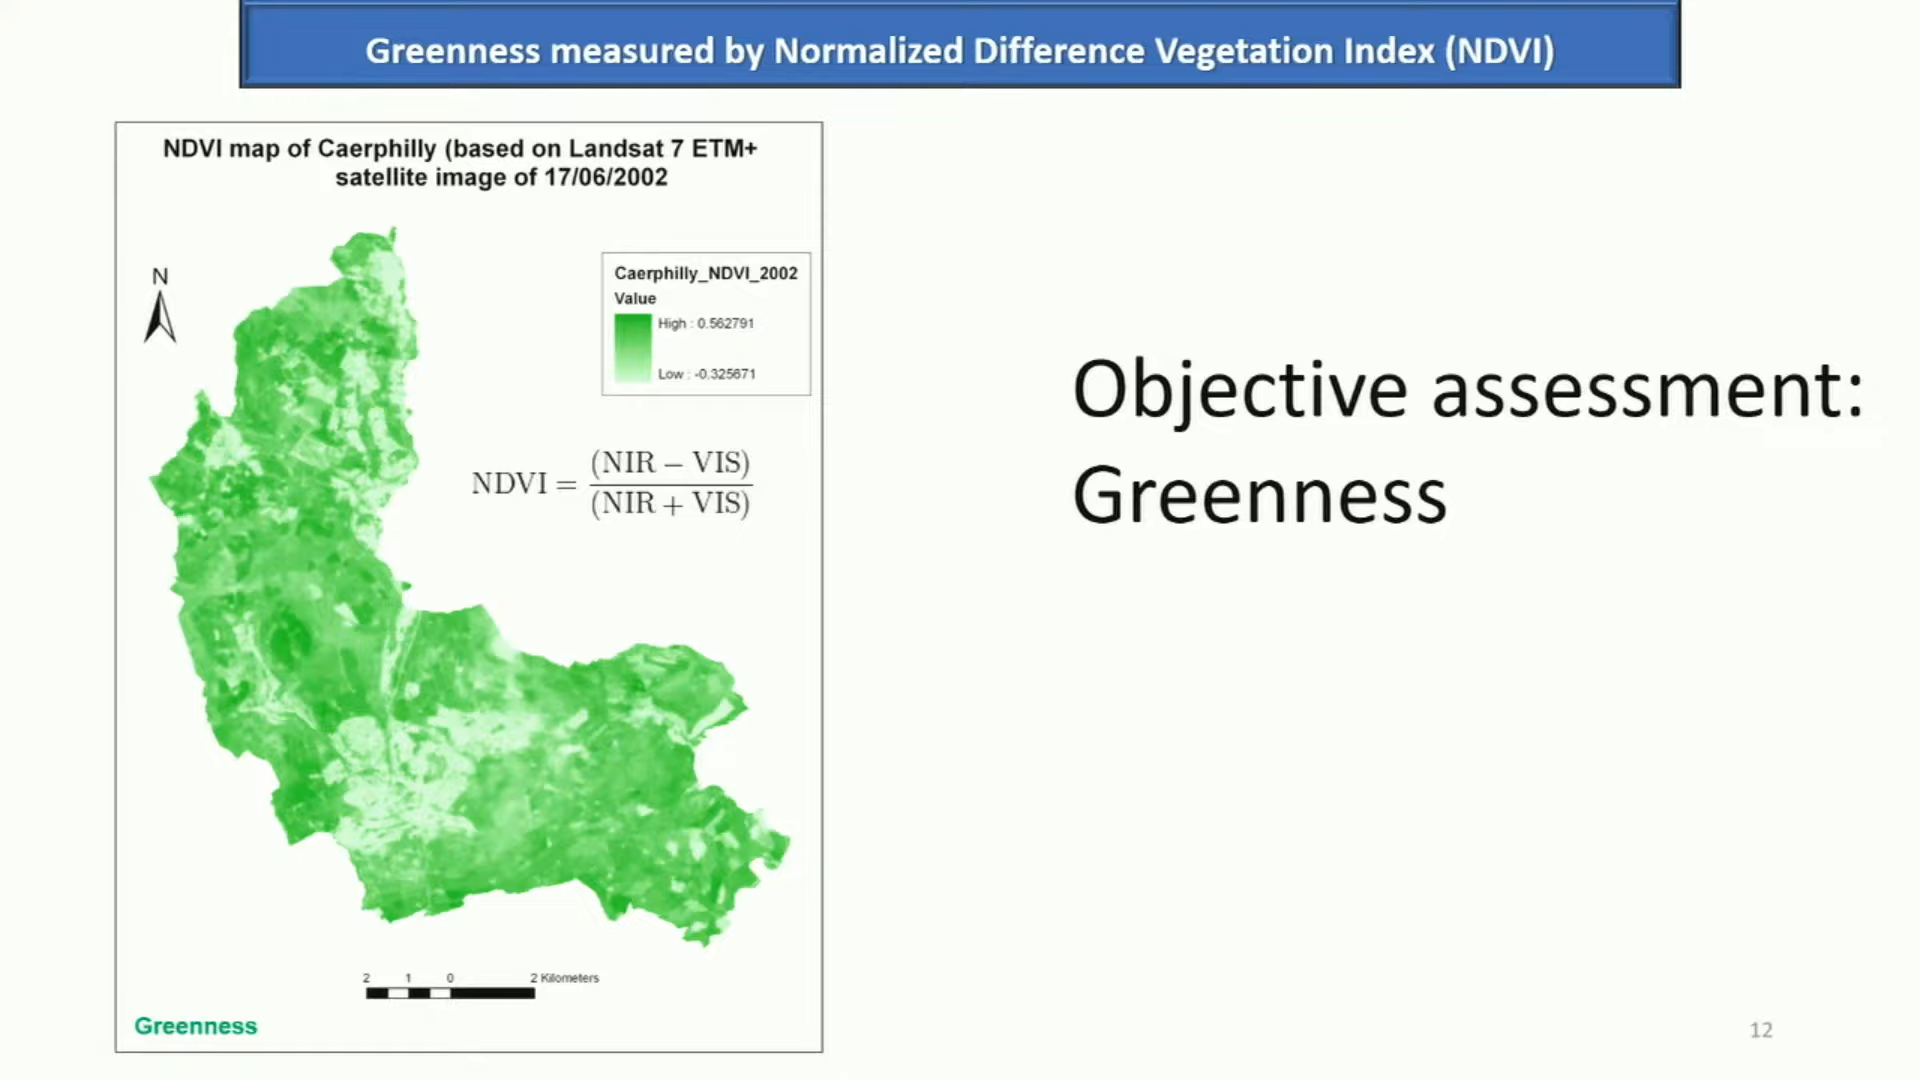 Greenness measured by Normalized Difference Vegetation Index (NDVI)
NDVI map of Caerphilly (based on Landsat 7 ETM+
satellite image of 17/06/2002
N
Caerphilly_NDVI_2002
Value
High : 0.562791
Low : -0.325671
NDVI = (NIR − VIS)
(NIR + VIS)
2 1 0 2 Kilometers
Greenness
Objective assessment:
Greenness
12